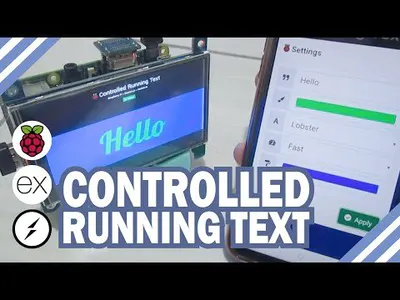 Controlled Running Text
Hello
Settings
Hello
Lobster
Fast
Apply
ex
CONTROLLED
RUNNING TEXT